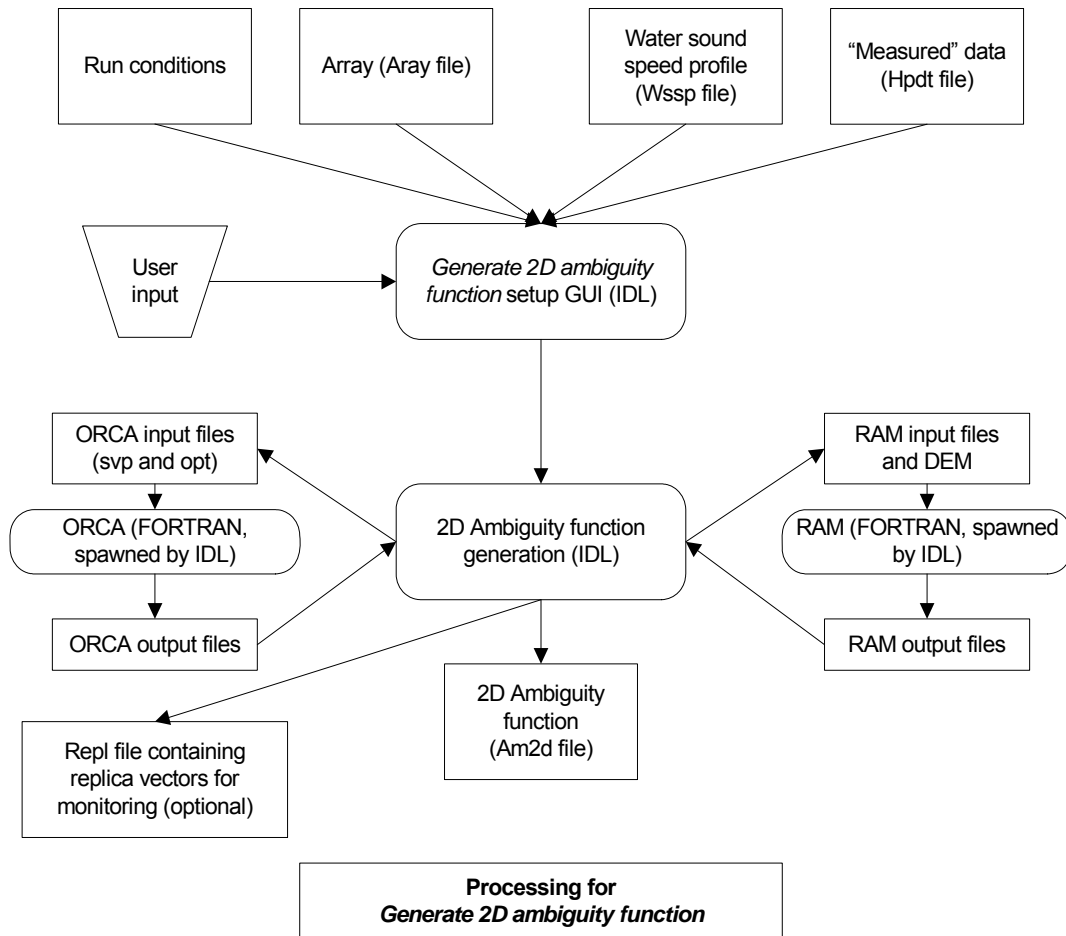 Run conditions
Array (Aray file)
Water sound
speed profile
(Wssp file)
“Measured” data
(Hpdt file)
User
input
Generate 2D ambiguity
function setup GUI (IDL)
ORCA input files
(svp and opt)
RAM input files
and DEM
ORCA (FORTRAN,
spawned by IDL)
2D Ambiguity function
generation (IDL)
RAM (FORTRAN, spawned
by IDL)
ORCA output files
RAM output files
2D Ambiguity
function
(Am2d file)
Repl file containing
replica vectors for
monitoring (optional)
Processing for
Generate 2D ambiguity function